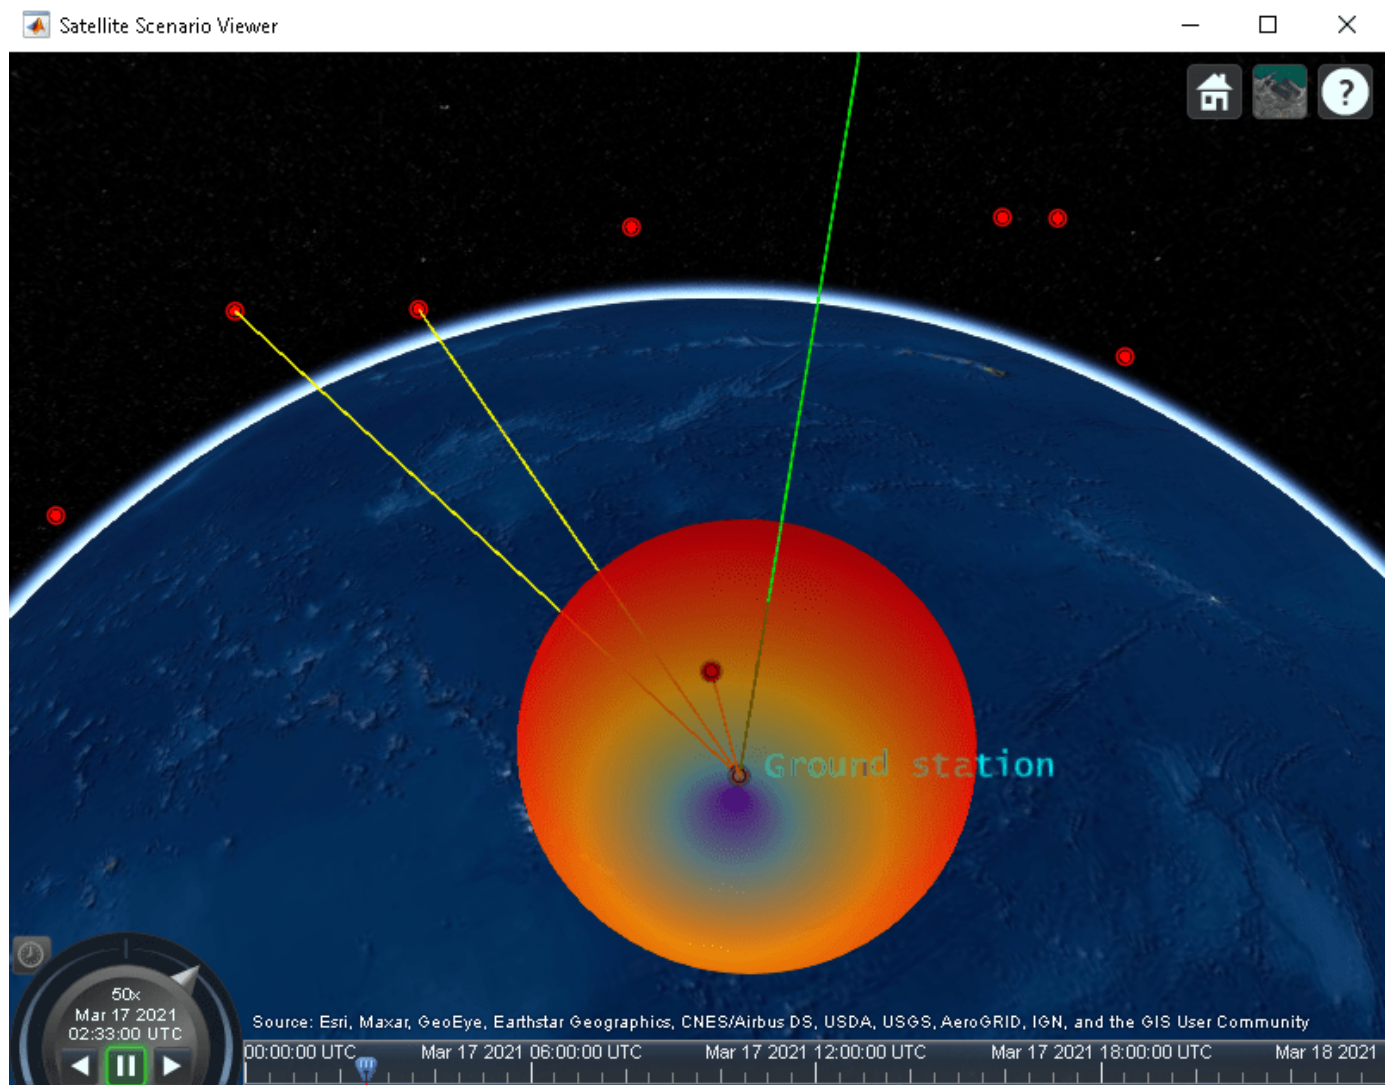 Satellite Scenario Viewer
?
Ground station
50x
Mar 17 2021
02:33:00 UTC
Source: Esri, Maxar, GeoEye, Earthstar Geographics, CNES/Airbus DS, USDA, USGS, AeroGRID, IGN, and the GIS User Community
00:00:00 UTC Mar 17 2021 06:00:00 UTC Mar 17 2021 12:00:00 UTC Mar 17 2021 18:00:00 UTC Mar 18 2021